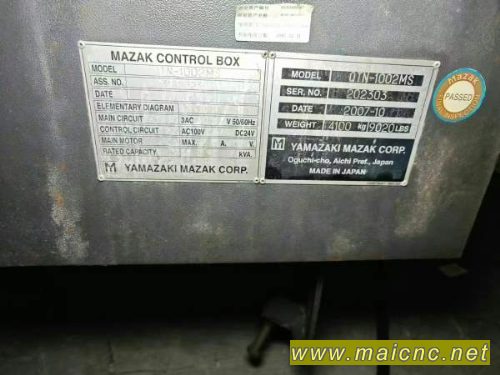 MAZAK CONTROL BOX
MODEL
ASS. NO.
DATE
ELEMENTARY DIAGRAM
MAIN CIRCUIT 3AC V 50/60Hz
CONTROL CIRCUIT AC100V DC24V
MAIN MOTOR MAX. A. V.
RATED CAPACITY kVA.
YAMAZAKI MAZAK CORP.
MODEL QTN-1002MS
SER. NO. 202303
DATE 2007-10
WEIGHT 4100 Kg 9020 LBS
YAMAZAKI MAZAK CORP.
Oguchi-cho, Aichi Pref., Japan
MADE IN JAPAN
Mazak
PASSED
www.maicnc.net